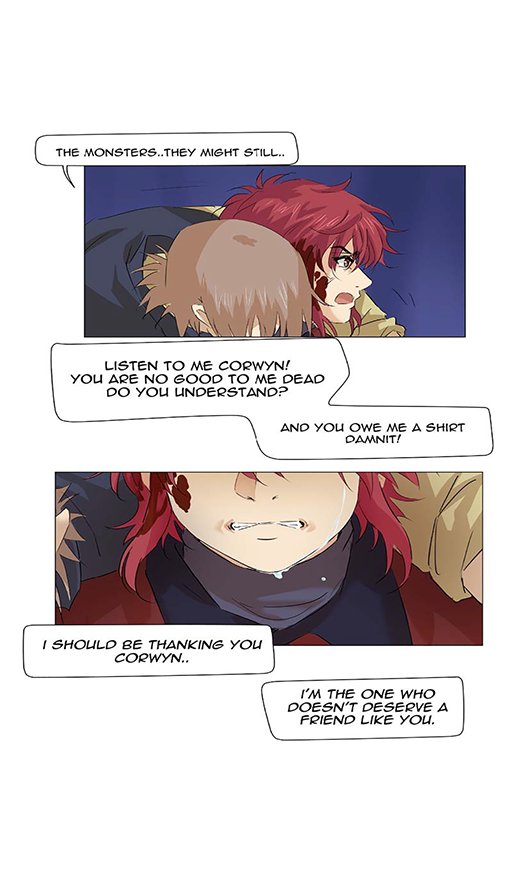 THE MONSTERS..THEY MIGHT STILL..
LISTEN TO ME CORWYN!
YOU ARE NO GOOD TO ME DEAD
DO YOU UNDERSTAND?
AND YOU OWE ME A SHIRT
DAMNIT!
I SHOULD BE THANKING YOU
CORWYN..
I'M THE ONE WHO
DOESN'T DESERVE A
FRIEND LIKE YOU.